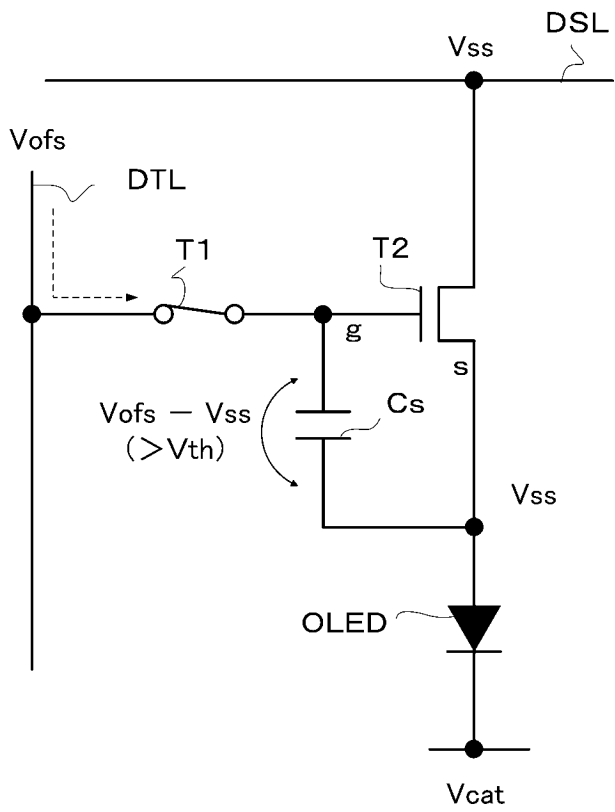 Vss
DSL
Vofs
DTL
T1
T2
g
s
Vofs − Vss
(>Vth)
Cs
Vss
OLED
Vcat